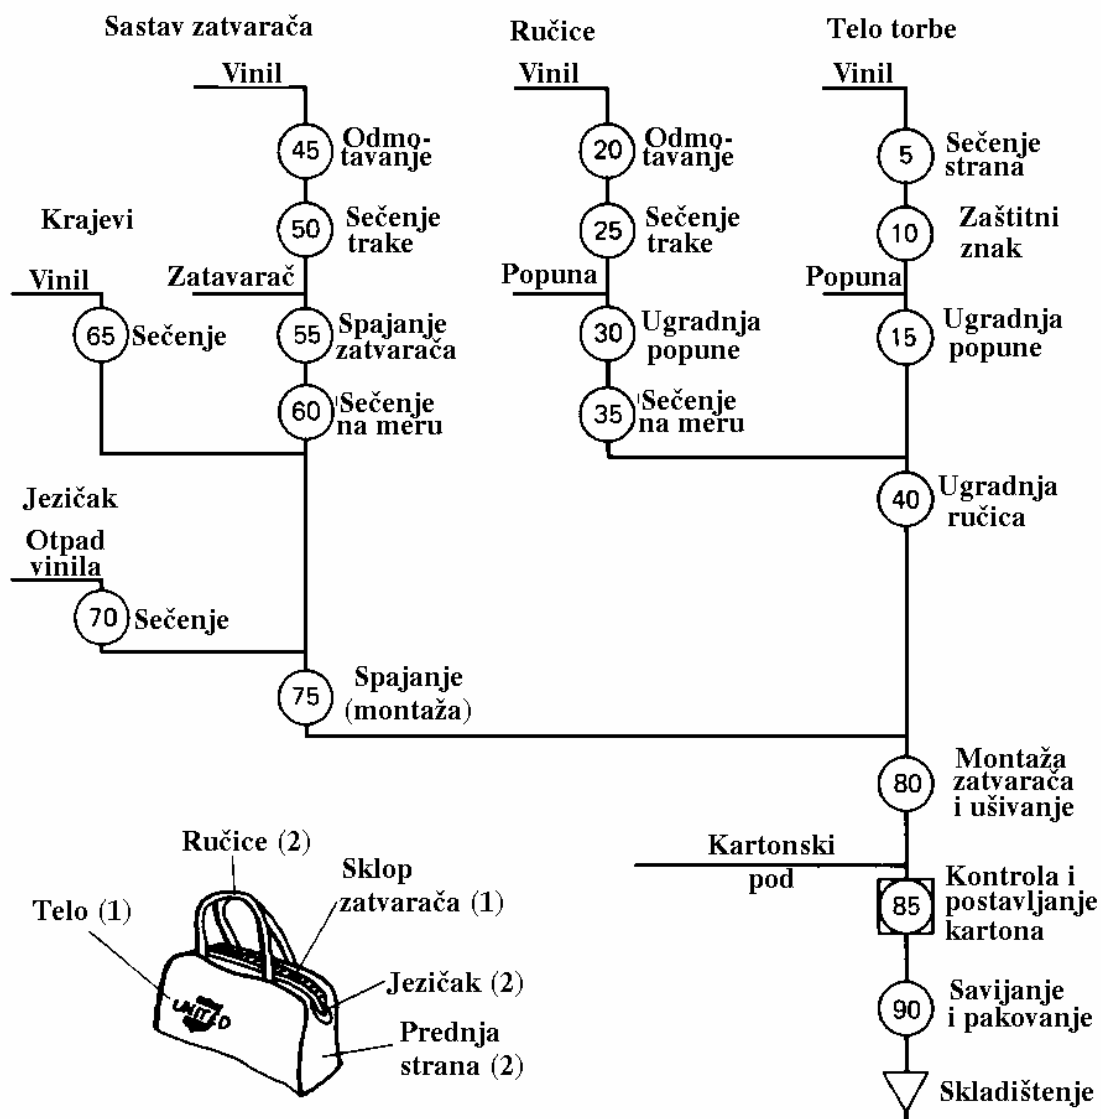 Sastav zatvarača
Ručice
Telo torbe
Vinil
Vinil
Vinil
45
Odmo-
tavanje
20
Odmo-
tavanje
5
Sečenje
strana
Krajevi
50
Sečenje
trake
25
Sečenje
trake
10
Zaštitni
znak
Vinil
Zatavarač
Popuna
Popuna
65
Sečenje
55
Spajanje
zatvarača
30
Ugradnja
popune
15
Ugradnja
popune
60
Sečenje
na meru
35
Sečenje
na meru
Jezičak
40
Ugradnja
ručica
Otpad
vinila
70
Sečenje
75
Spajanje
(montaža)
80
Montaža
zatvarača
i ušivanje
Kartonski
pod
85
Kontrola i
postavljanje
kartona
90
Savijanje
i pakovanje
Skladištenje
Ručice (2)
Sklop
zatvarača (1)
Telo (1)
Jezičak (2)
UNITED
Prednja
strana (2)